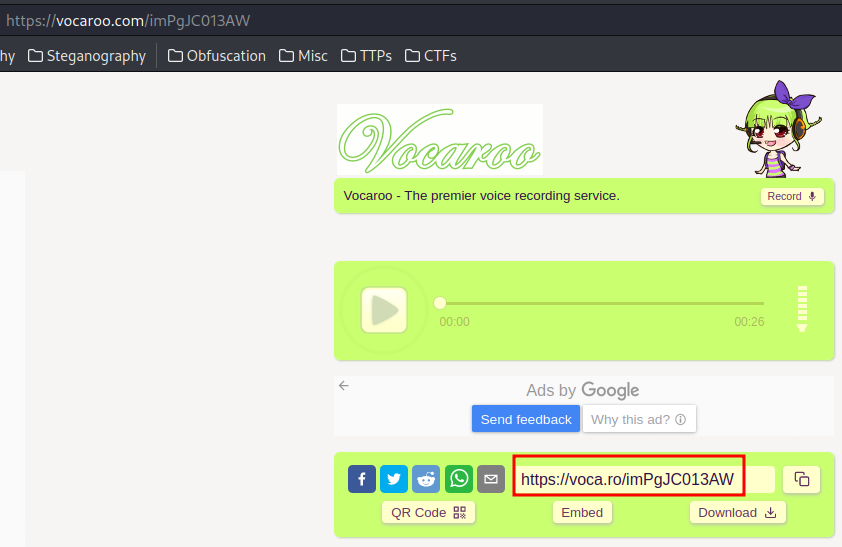 https://vocaroo.com/imPgJC013AW
hy Steganography Obfuscation Misc TTPs CTFs
Vocaroo
Vocaroo - The premier voice recording service. Record
00:00 00:26
Ads by Google
Send feedback Why this ad?
https://voca.ro/imPgJC013AW
QR Code Embed Download